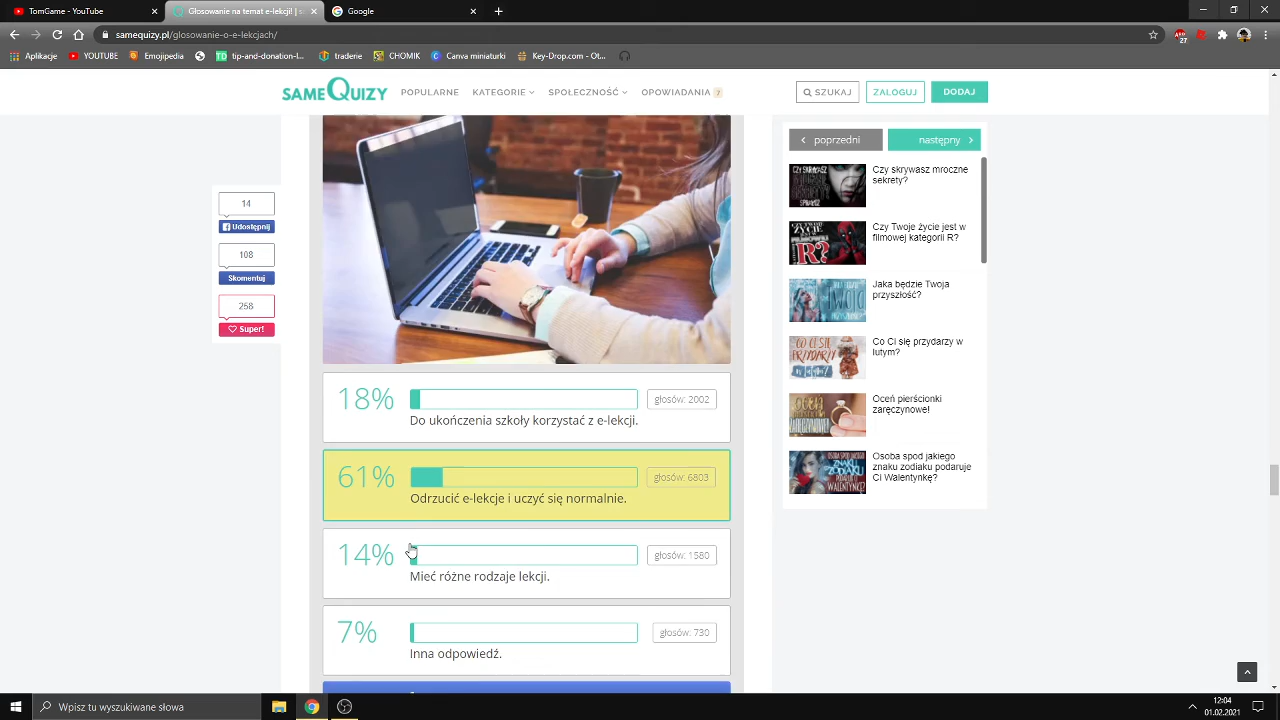 TomGame - YouTube
Głosowanie na temat e-lekcji! | s
Google
samequizy.pl/glosowanie-o-e-lekcjach/
Aplikacje
YOUTUBE
Emojipedia
tip-and-donation-l...
traderie
CHOMIK
Canva miniaturki
Key-Drop.com - Ot...
27
SAMEQUIZY
POPULARNE
KATEGORIE
SPOŁECZNOŚĆ
OPOWIADANIA 7
SZUKAJ
ZALOGUJ
DODAJ
14
Udostępnij
108
Skomentuj
258
Super!
18%
głosów: 2002
Do ukończenia szkoły korzystać z e-lekcji.
61%
głosów: 6803
Odrzucić e-lekcje i uczyć się normalnie.
14%
głosów: 1580
Mieć różne rodzaje lekcji.
7%
głosów: 730
Inna odpowiedź.
poprzedni
następny
Czy skrywasz mroczne
sekrety?
Czy Twoje życie jest w
filmowej kategorii R?
Jaka będzie Twoja
przyszłość?
Co Ci się przydarzy w
lutym?
Oceń pierścionki
zaręczynowe!
Osoba spod jakiego
znaku zodiaku podaruje
Ci Walentynkę?
Wpisz tu wyszukiwane słowa
12:04
01.02.2021